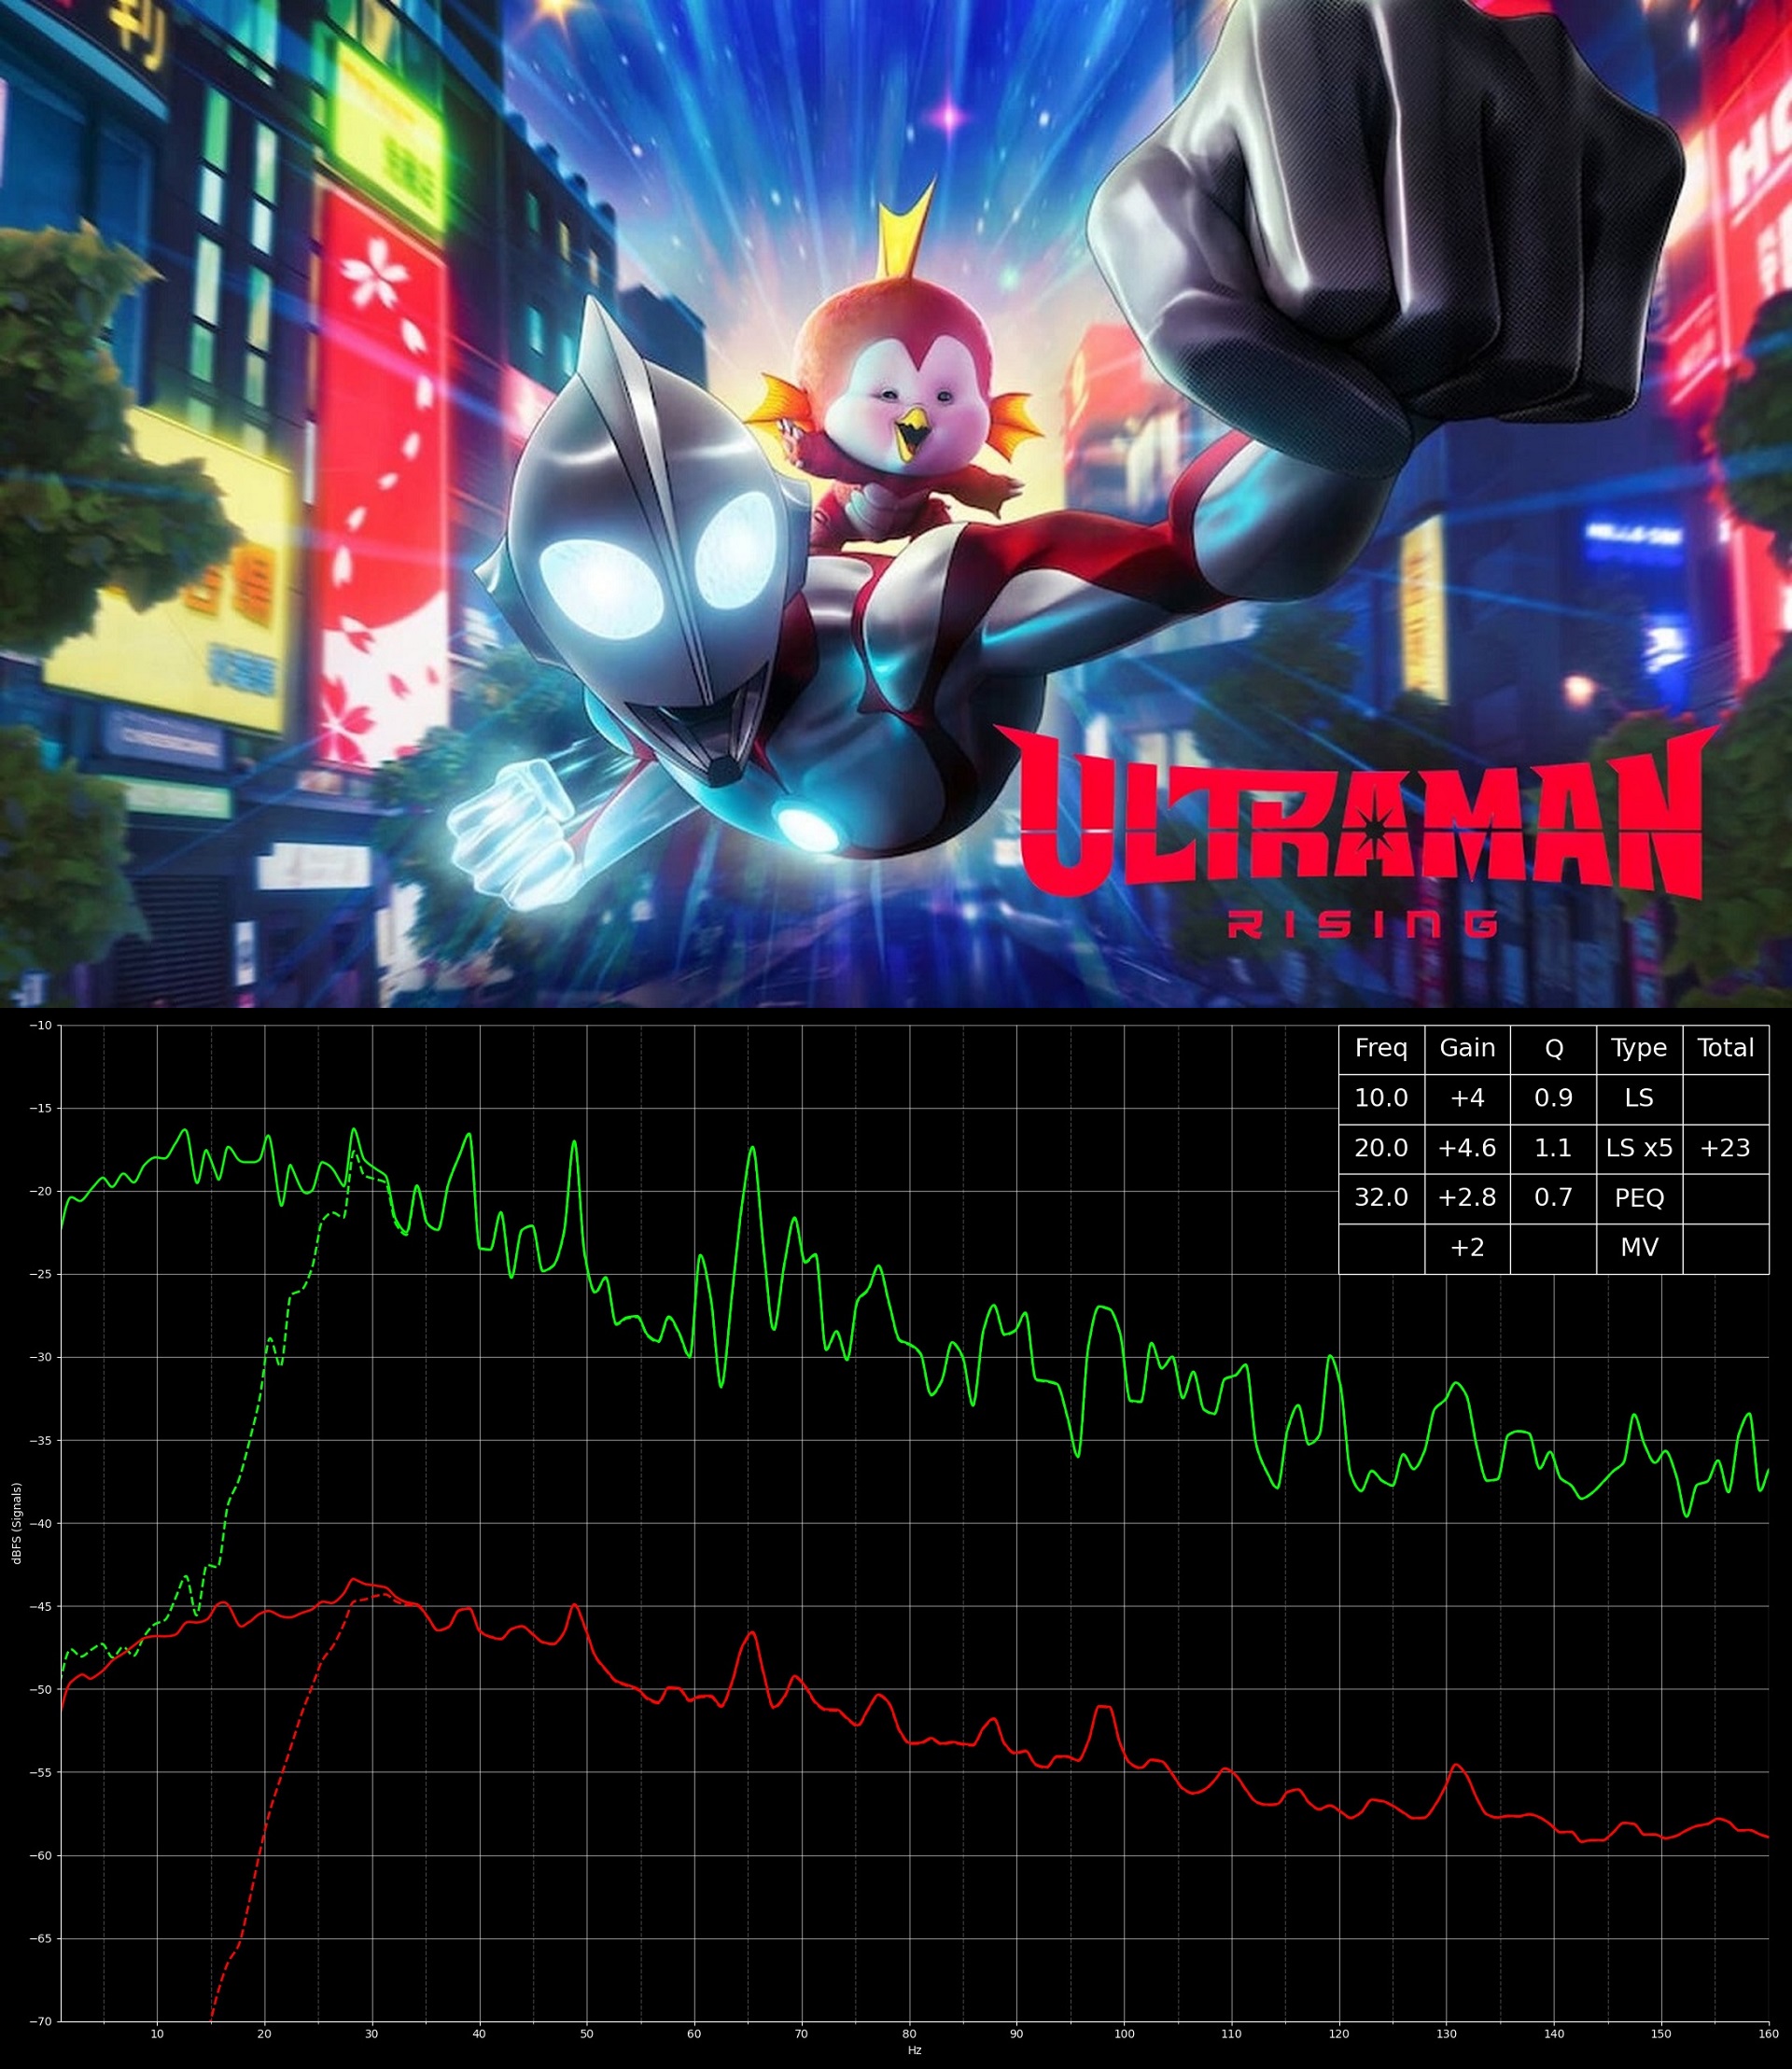 ULTRAMAN
RISING
Freq Gain Q Type Total
10.0 +4 0.9 LS
20.0 +4.6 1.1 LS x5 +23
32.0 +2.8 0.7 PEQ
+2 MV
−10
−15
−20
−25
−30
−35
−40
−45
−50
−55
−60
−65
−70
dBFS (Signals)
10 20 30 40 50 60 70 80 90 100 110 120 130 140 150 160
Hz